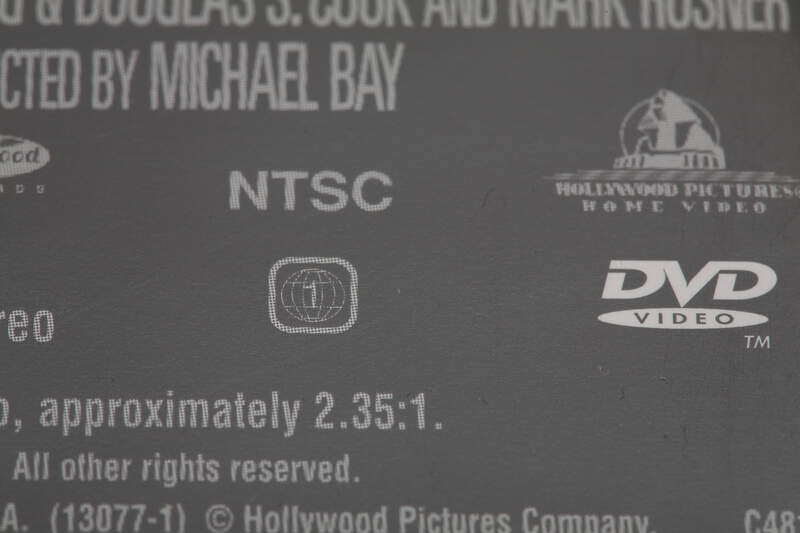 & DOUGLAS S. COOK AND MARK ROSNER
CTED BY MICHAEL BAY
ood
NTSC
HOLLYWOOD PICTURES
HOME VIDEO
1
DVD
VIDEO
TM
reo
o, approximately 2.35:1.
All other rights reserved.
A. (13077-1) © Hollywood Pictures Company.
C48